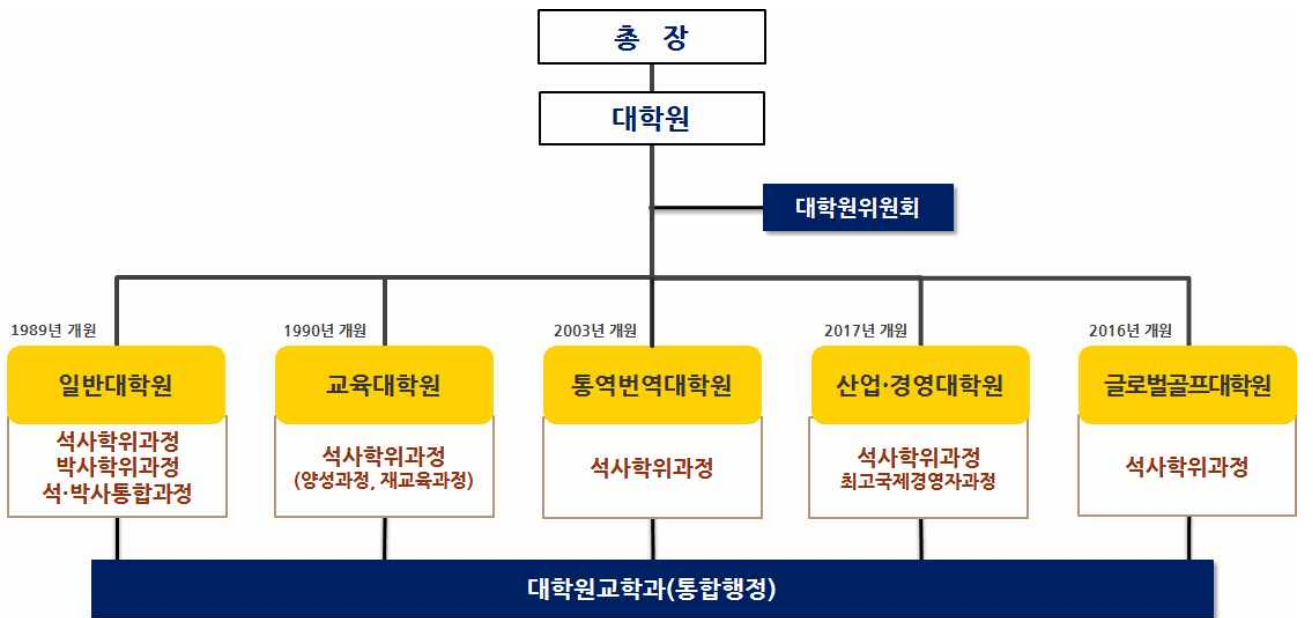 총 장
대학원
대학원위원회
1989년 개원
일반대학원
석사학위과정
박사학위과정
석·박사통합과정
1990년 개원
교육대학원
석사학위과정
(양성과정, 재교육과정)
2003년 개원
통역번역대학원
석사학위과정
2017년 개원
산업·경영대학원
석사학위과정
최고국제경영자과정
2016년 개원
글로벌골프대학원
석사학위과정
대학원교학과(통합행정)